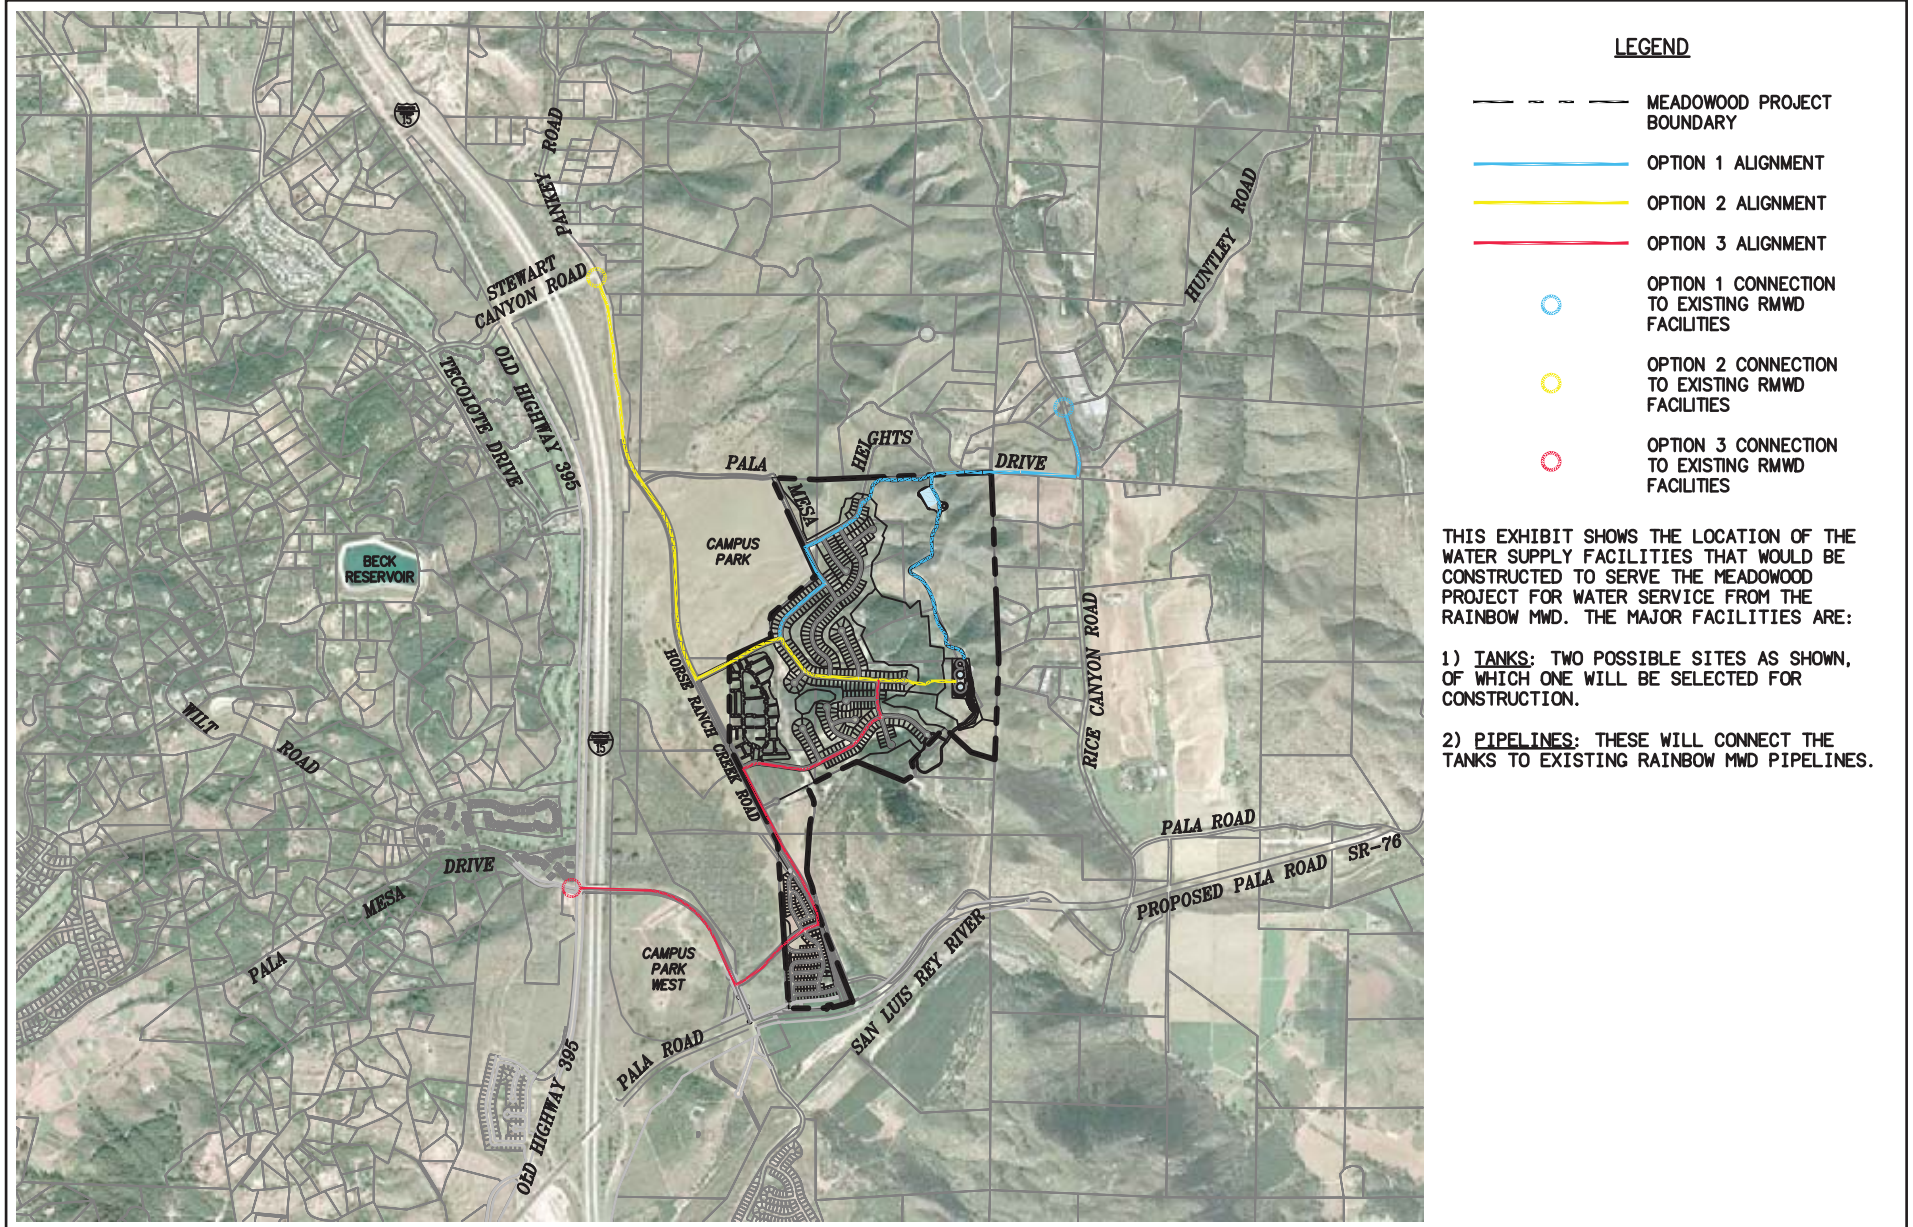 15
PANKEY ROAD
STEWART
CANYON ROAD
HUNTLEY ROAD
OLD HIGHWAY 395
TECOLOTE DRIVE
PALA
MESA
HEIGHTS
DRIVE
CAMPUS
PARK
BECK
RESERVOIR
HORSE RANCH CREEK ROAD
RICE CANYON ROAD
WILT ROAD
15
PALA ROAD
PROPOSED PALA ROAD SR-76
PALA MESA DRIVE
CAMPUS
PARK
WEST
SAN LUIS REY RIVER
PALA ROAD
OLD HIGHWAY 395
LEGEND
MEADOWOOD PROJECT
BOUNDARY
OPTION 1 ALIGNMENT
OPTION 2 ALIGNMENT
OPTION 3 ALIGNMENT
OPTION 1 CONNECTION
TO EXISTING RMWD
FACILITIES
OPTION 2 CONNECTION
TO EXISTING RMWD
FACILITIES
OPTION 3 CONNECTION
TO EXISTING RMWD
FACILITIES
THIS EXHIBIT SHOWS THE LOCATION OF THE
WATER SUPPLY FACILITIES THAT WOULD BE
CONSTRUCTED TO SERVE THE MEADOWOOD
PROJECT FOR WATER SERVICE FROM THE
RAINBOW MWD. THE MAJOR FACILITIES ARE:
1) TANKS: TWO POSSIBLE SITES AS SHOWN,
OF WHICH ONE WILL BE SELECTED FOR
CONSTRUCTION.
2) PIPELINES: THESE WILL CONNECT THE
TANKS TO EXISTING RAINBOW MWD PIPELINES.